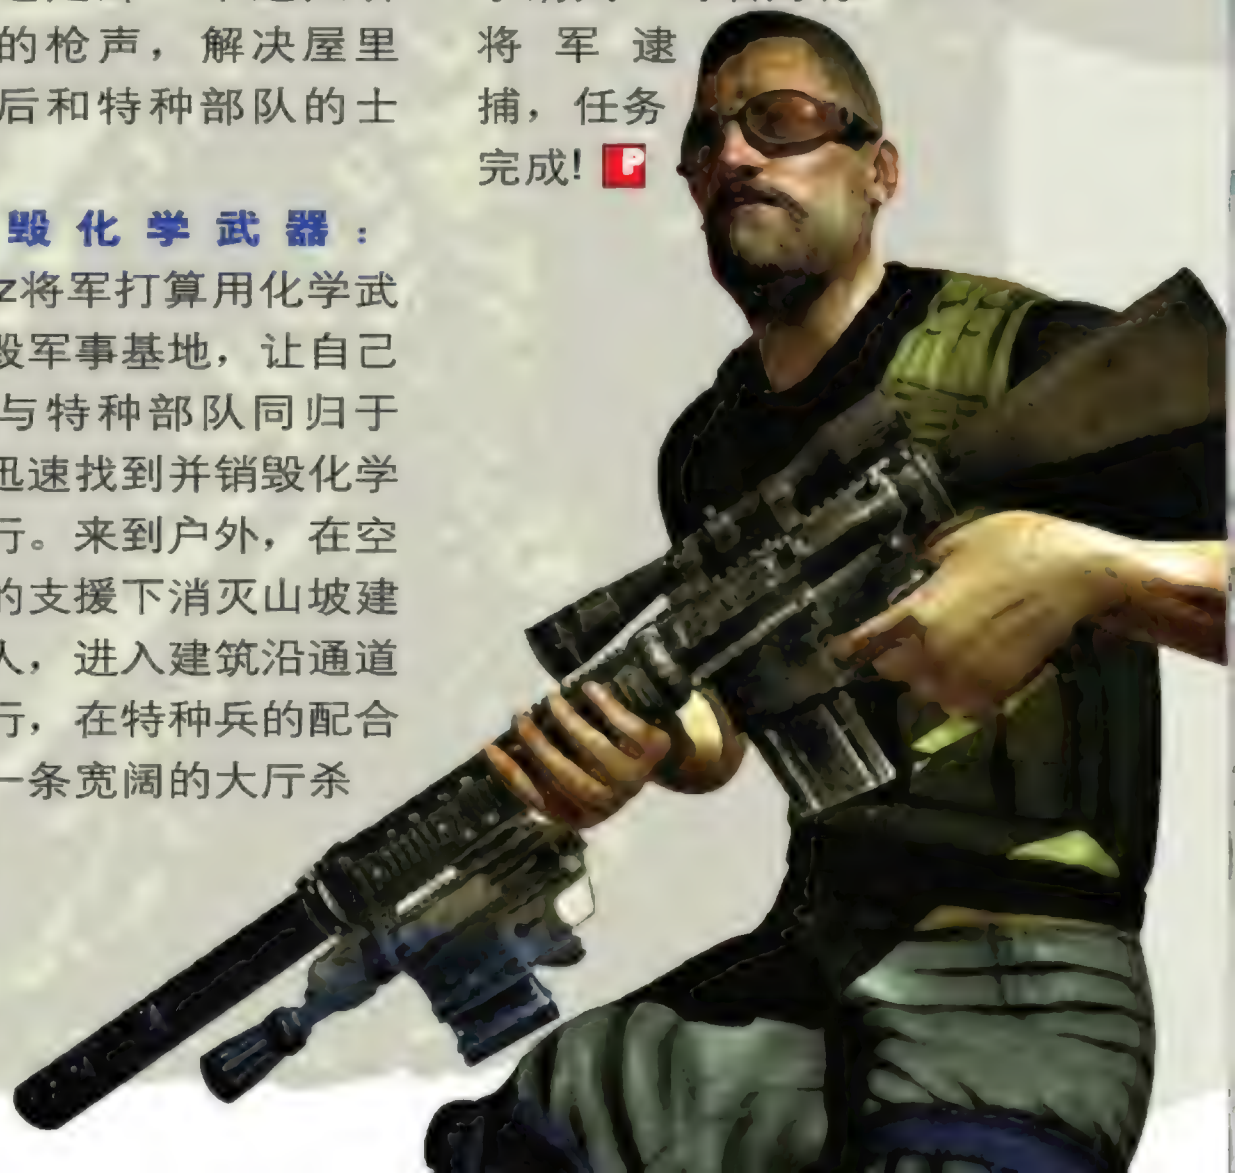 的枪声，解决屋里
后和特种部队的士
毁化学武器：
z将军打算用化学武
毁军事基地，让自己
与特种部队同归于
迅速找到并销毁化学
行。来到户外，在空
的支援下消灭山坡建
人，进入建筑沿通道
行，在特种兵的配合
一条宽阔的大厅杀
将军逮
捕，任务
完成! P